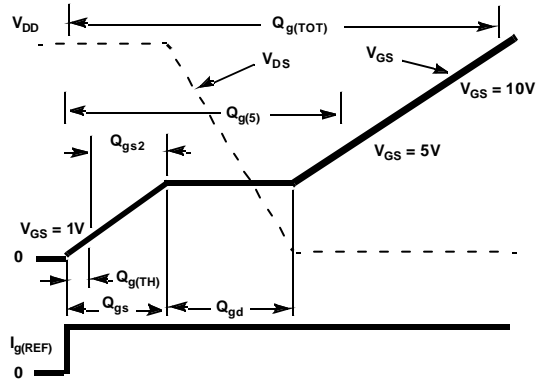 V_DD
Q_g(TOT)
V_DS
V_GS
V_GS = 10V
Q_g(5)
Q_gs2
V_GS = 5V
V_GS = 1V
0
Q_g(TH)
Q_gs
Q_gd
I_g(REF)
0